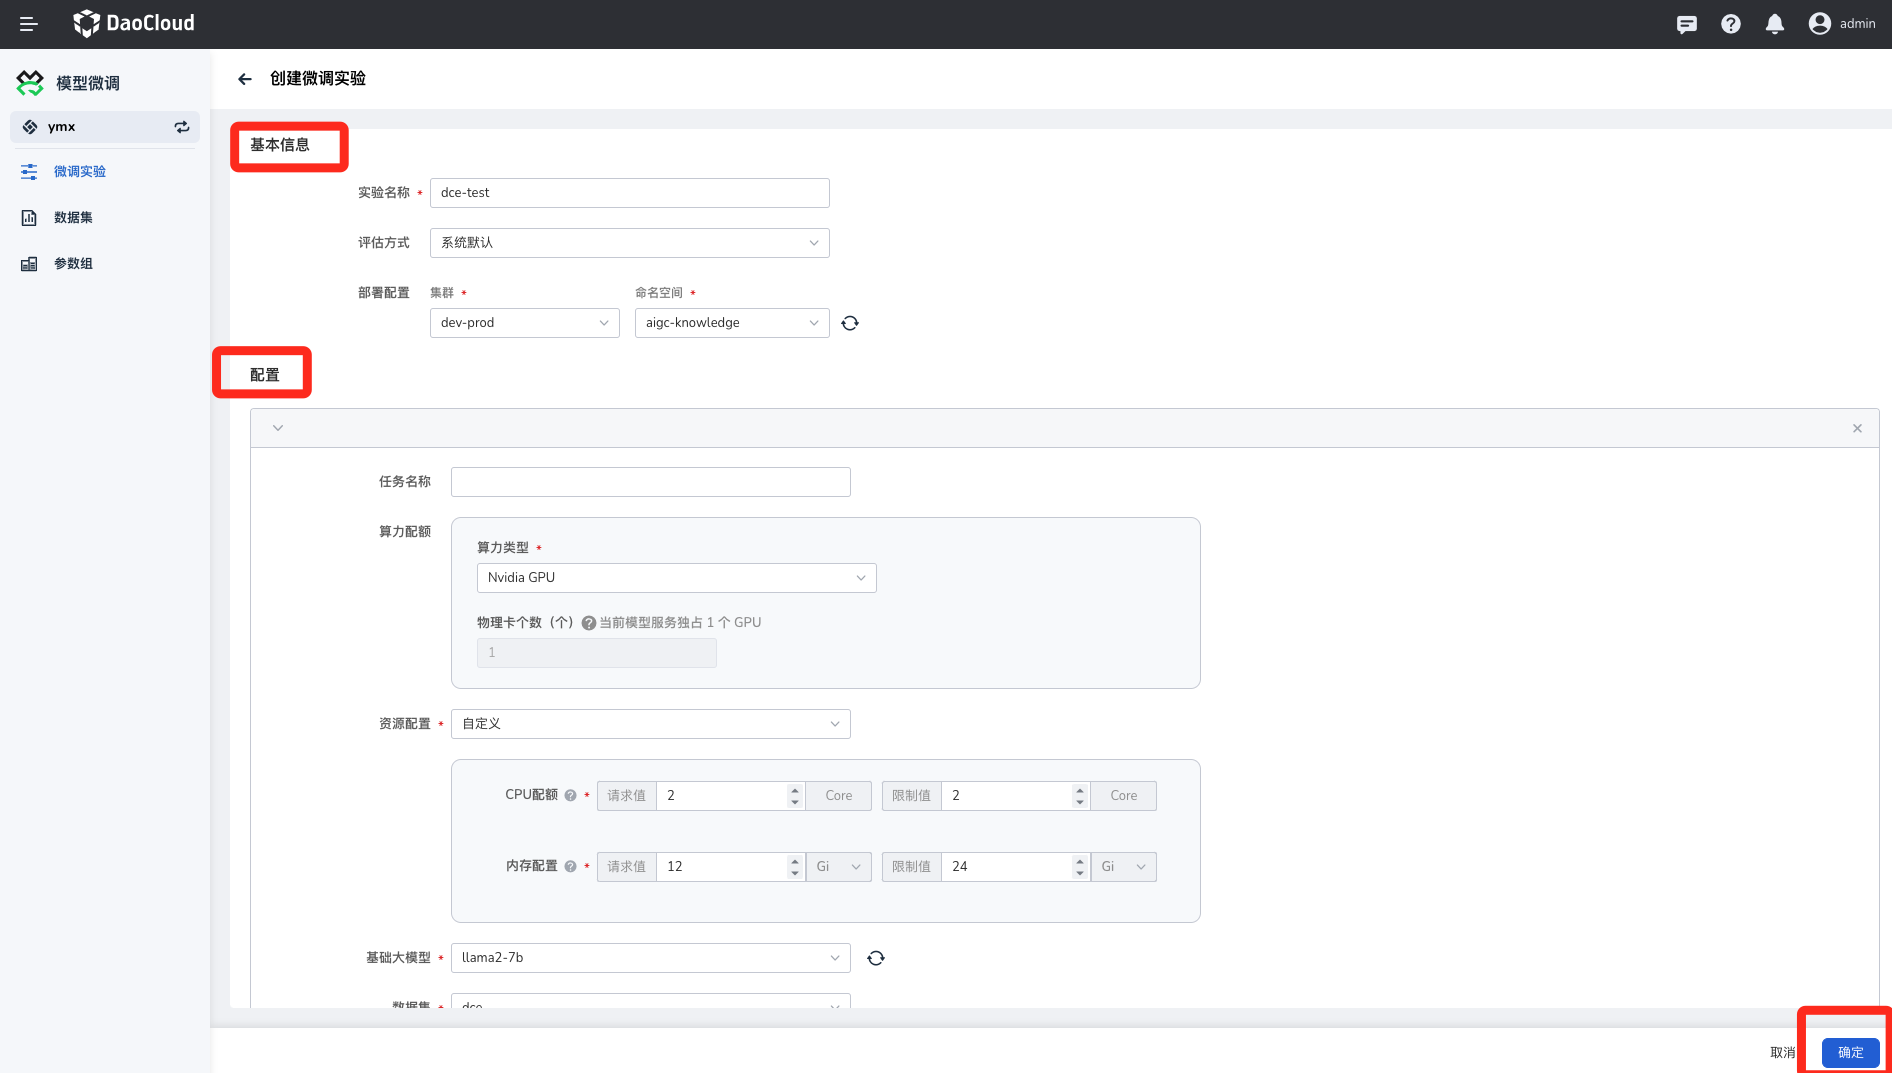 DaoCloud
admin
模型微调
ymx
微调实验
数据集
参数组
创建微调实验
基本信息
实验名称 * dce-test
评估方式 系统默认
部署配置 集群 * 命名空间 *
dev-prod aigc-knowledge
配置
任务名称
算力配额
算力类型 *
Nvidia GPU
物理卡个数（个） 当前模型服务独占 1 个 GPU
1
资源配置 * 自定义
CPU配额 * 请求值 2 Core 限制值 2 Core
内存配置 * 请求值 12 Gi 限制值 24 Gi
基础大模型 * llama2-7b
数据集 * dce
取消 确定